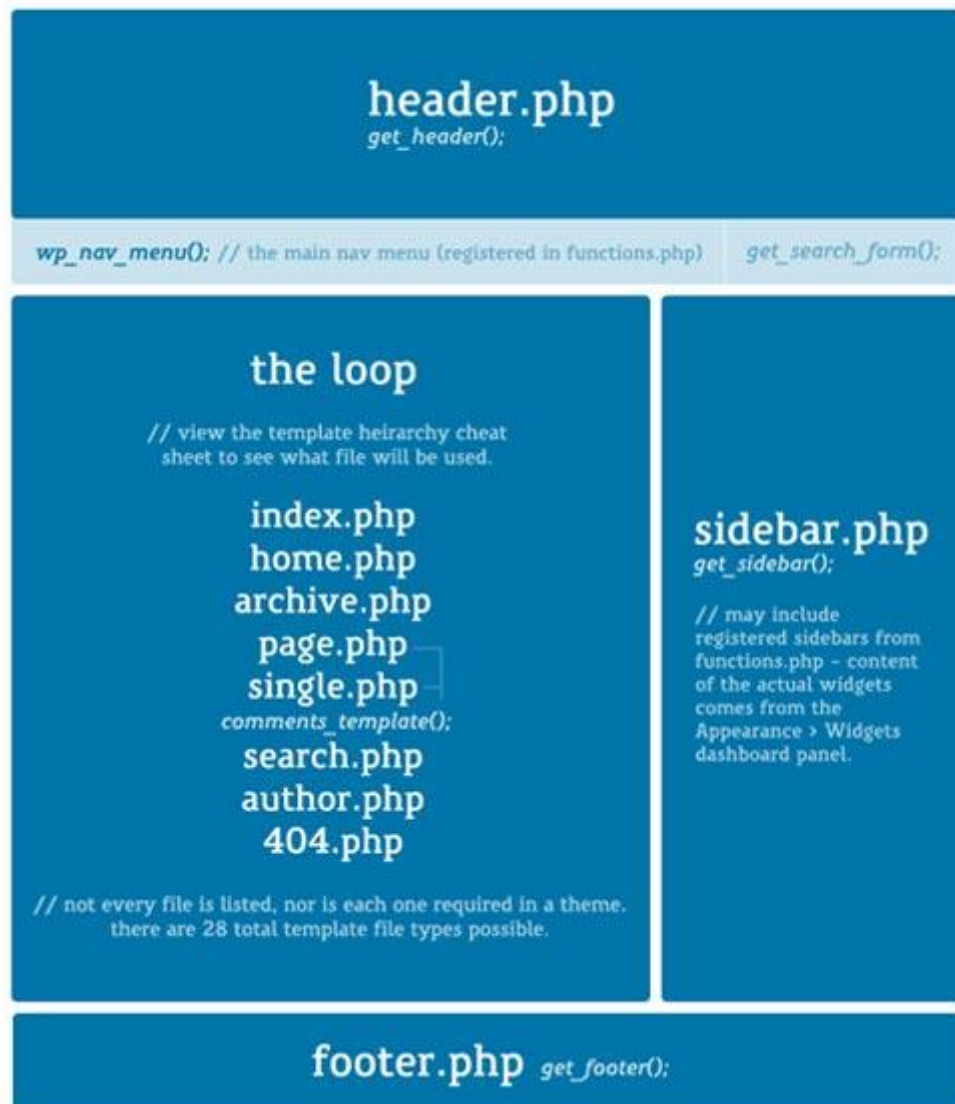 header.php
get_header();
wp_nav_menu(); // the main nav menu (registered in functions.php)
get_search_form();
the loop
// view the template heirarchy cheat
sheet to see what file will be used.
index.php
home.php
archive.php
page.php
single.php
comments_template();
search.php
author.php
404.php
// not every file is listed, nor is each one required in a theme.
there are 28 total template file types possible.
sidebar.php
get_sidebar();
// may include
registered sidebars from
functions.php – content
of the actual widgets
comes from the
Appearance > Widgets
dashboard panel.
footer.php get_footer();